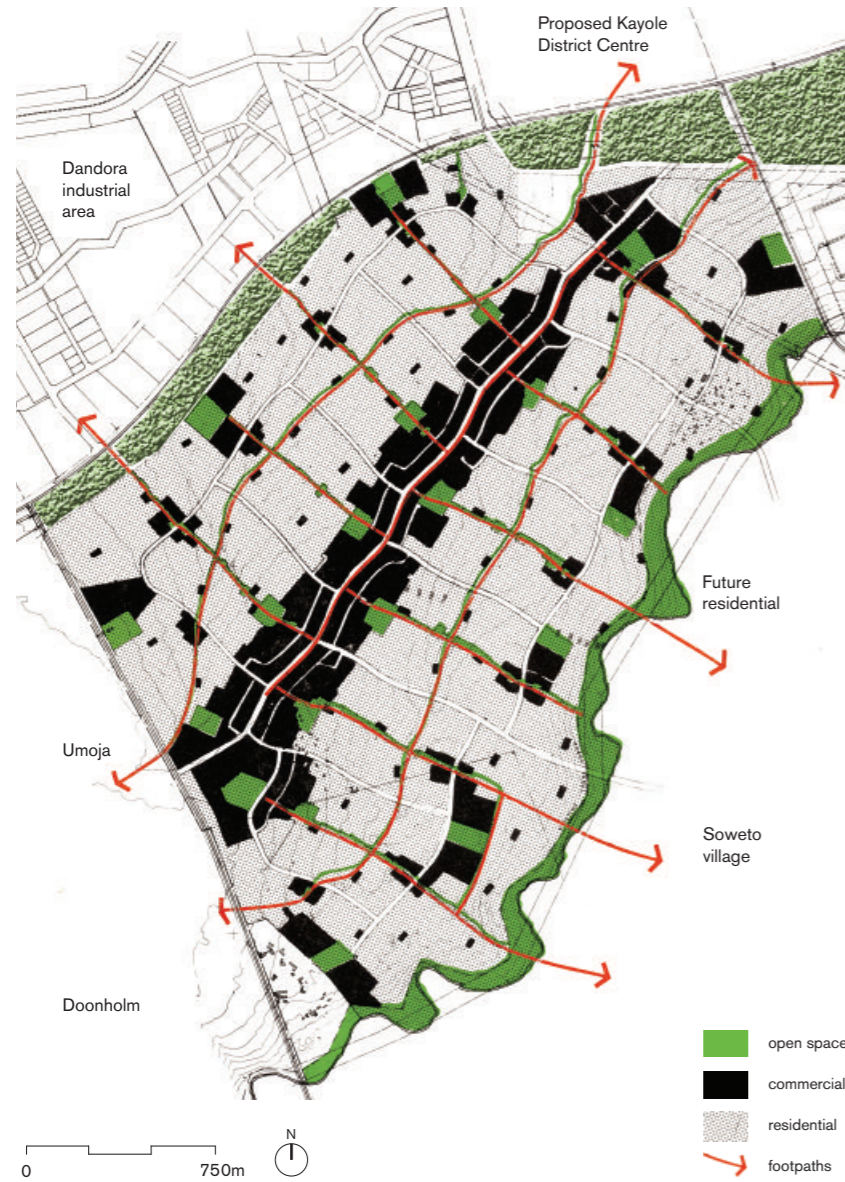 Proposed Kayole
District Centre
Dandora
industrial
area
Future
residential
Umoja
Soweto
village
Doonholm
open space
commercial
residential
footpaths
0
750m
N